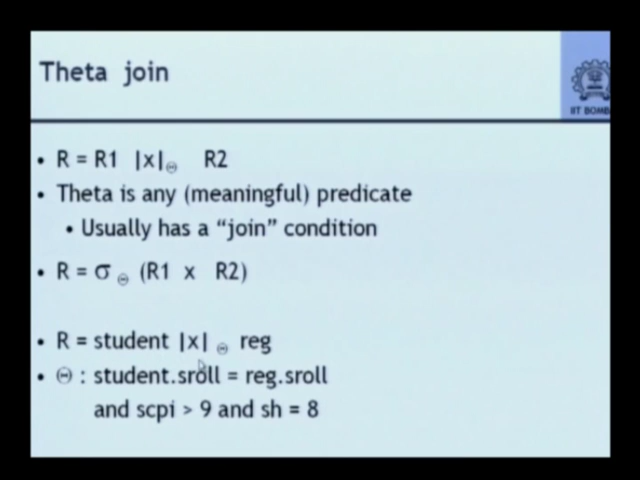 Theta join
IIT BOMB
• R = R1 |x|Θ R2
• Theta is any (meaningful) predicate
• Usually has a “join” condition
• R = σ Θ (R1 x R2)
• R = student |x| Θ reg
• Θ : student.sroll = reg.sroll
and scpi > 9 and sh = 8